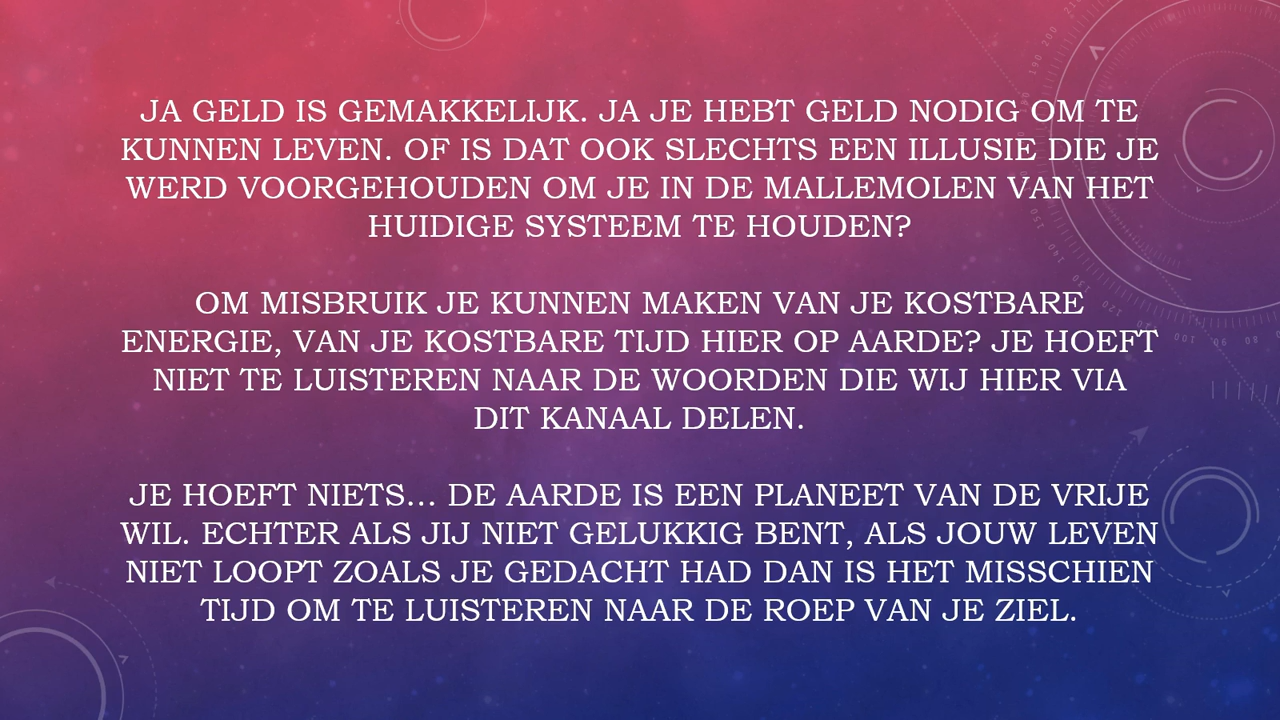 JA GELD IS GEMAKKELIJK. JA JE HEBT GELD NODIG OM TE
KUNNEN LEVEN. OF IS DAT OOK SLECHTS EEN ILLUSIE DIE JE
WERD VOORGEHOUDEN OM JE IN DE MALLEMOLEN VAN HET
HUIDIGE SYSTEEM TE HOUDEN?
OM MISBRUIK JE KUNNEN MAKEN VAN JE KOSTBARE
ENERGIE, VAN JE KOSTBARE TIJD HIER OP AARDE? JE HOEFT
NIET TE LUISTEREN NAAR DE WOORDEN DIE WIJ HIER VIA
DIT KANAAL DELEN.
JE HOEFT NIETS... DE AARDE IS EEN PLANEET VAN DE VRIJE
WIL. ECHTER ALS JIJ NIET GELUKKIG BENT, ALS JOUW LEVEN
NIET LOOPT ZOALS JE GEDACHT HAD DAN IS HET MISSCHIEN
TIJD OM TE LUISTEREN NAAR DE ROEP VAN JE ZIEL.